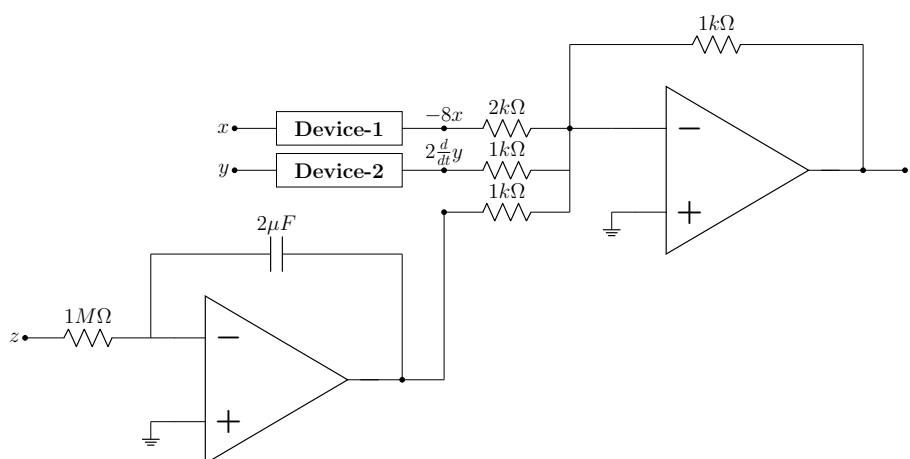 1kΩ
x Device-1 −8x 2kΩ
−
y Device-2 2 d/dt y 1kΩ
1kΩ
+
2μF
1MΩ
z −
+